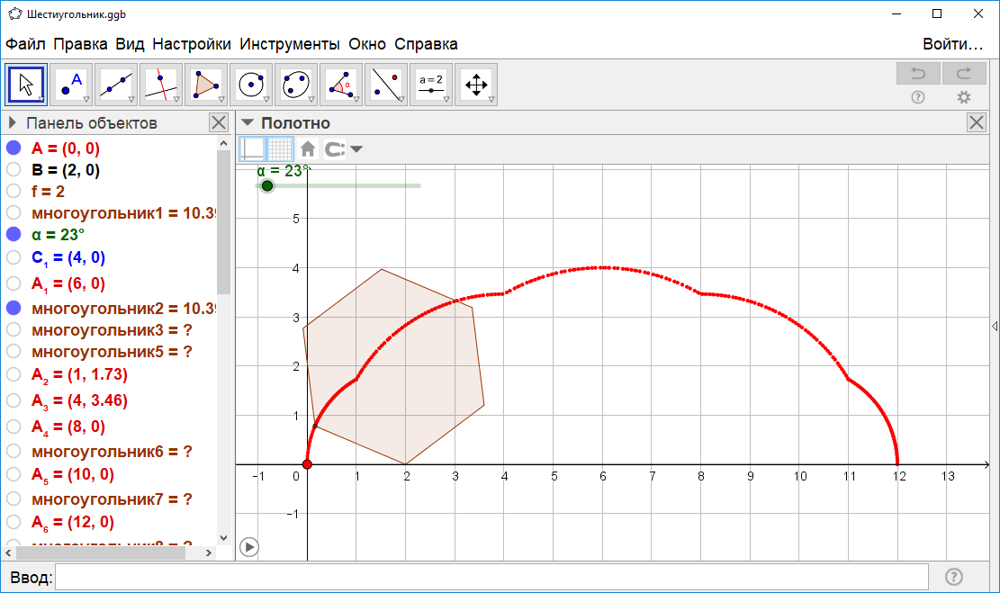 Шестиугольник.ggb
Файл Правка Вид Настройки Инструменты Окно Справка Войти…
A a=2
Панель объектов
Полотно
A = (0, 0)
B = (2, 0)
f = 2
многоугольник1 = 10.39
α = 23°
C₁ = (4, 0)
A₁ = (6, 0)
многоугольник2 = 10.39
многоугольник3 = ?
многоугольник5 = ?
A₂ = (1, 1.73)
A₃ = (4, 3.46)
A₄ = (8, 0)
многоугольник6 = ?
A₅ = (10, 0)
многоугольник7 = ?
A₆ = (12, 0)
многоугольник8 = ?
α = 23°
5
4
3
2
1
−1 0 1 2 3 4 5 6 7 8 9 10 11 12 13
−1
Ввод: